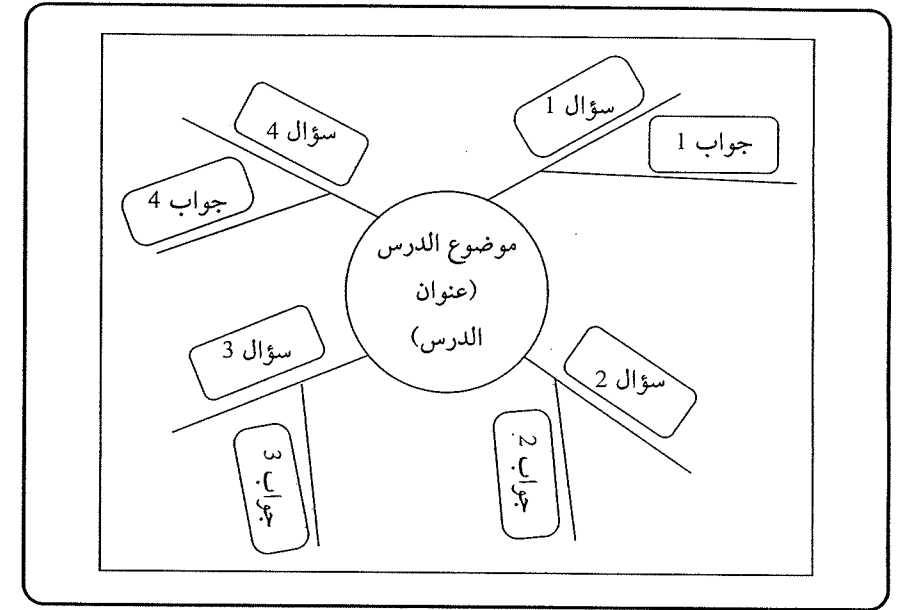 سؤال 1
جواب 1
سؤال 4
جواب 4
موضوع الدرس
(عنوان
الدرس)
سؤال 3
جواب 3
سؤال 2
جواب 2